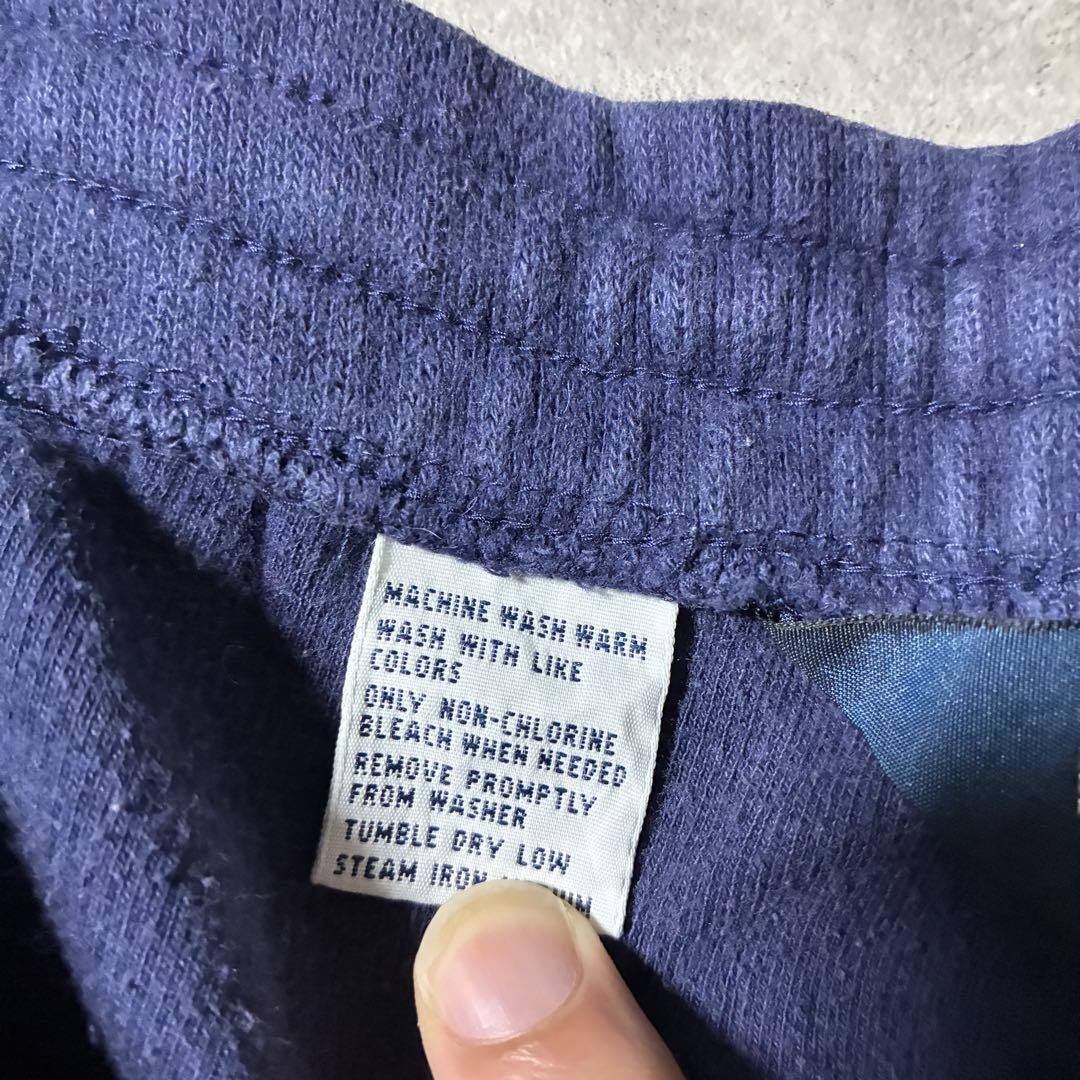 MACHINE WASH WARM
WASH WITH LIKE
COLORS
ONLY NON-CHLORINE
BLEACH WHEN NEEDED
REMOVE PROMPTLY
FROM WASHER
TUMBLE DRY LOW
STEAM IRON